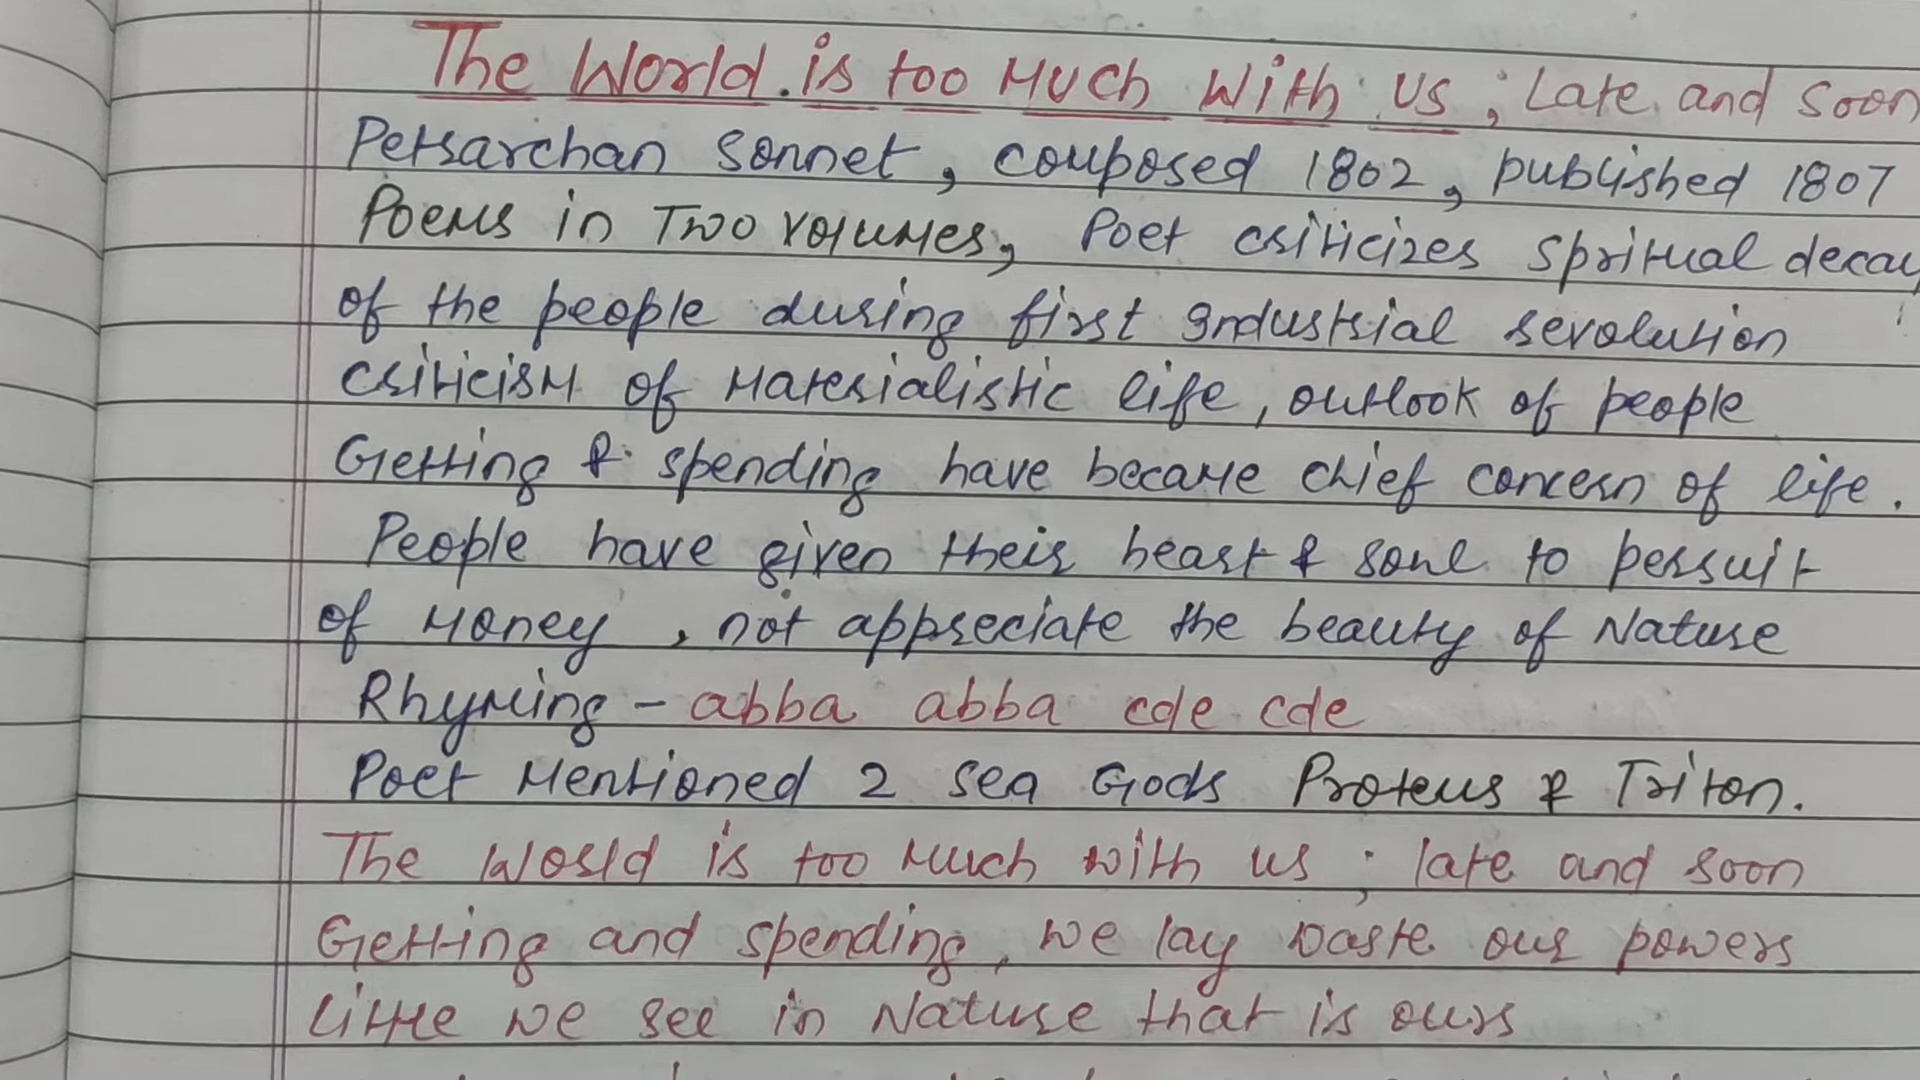 The World is too Much With Us ; Late and Soon
Petrarchan Sonnet , composed 1802 , published 1807
Poems in Two Volumes, Poet criticizes Spritual decay
of the people during first Industrial revolution
Criticism of Materialistic life, outlook of people
Getting & spending have became chief concern of life.
People have given their heart & soul to persuit
of Money , not appreciate the beauty of Nature
Rhyming - abba abba cde cde
Poet Mentioned 2 Sea Gods Proteus & Triton.
The World is too Much with us ; late and soon
Getting and spending, we lay waste our powers
Little we see in Nature that is ours